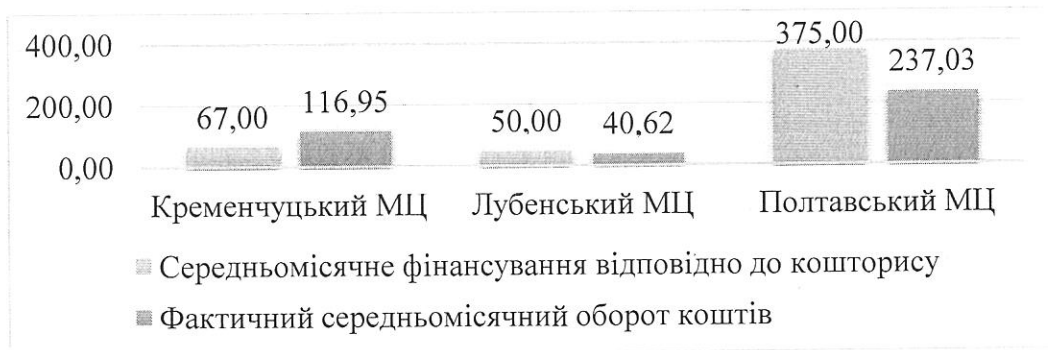 400,00
200,00
0,00
67,00 116,95 50,00 40,62 375,00 237,03
Кременчуцький МЦ Лубенський МЦ Полтавський МЦ
Середньомісячне фінансування відповідно до кошторису
Фактичний середньомісячний оборот коштів